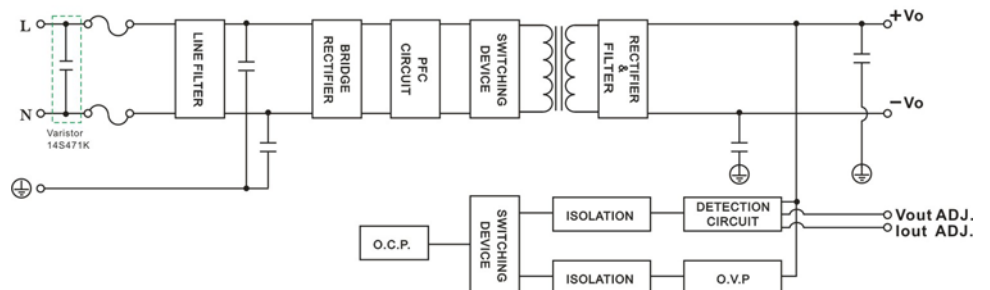 L
N
Varistor
14S471K
LINE FILTER
BRIDGE
RECTIFIER
PFC
CIRCUIT
SWITCHING
DEVICE
RECTIFIER
&
FILTER
+Vo
−Vo
O.C.P.
SWITCHING
DEVICE
ISOLATION
DETECTION
CIRCUIT
Vout ADJ.
Iout ADJ.
ISOLATION
O.V.P